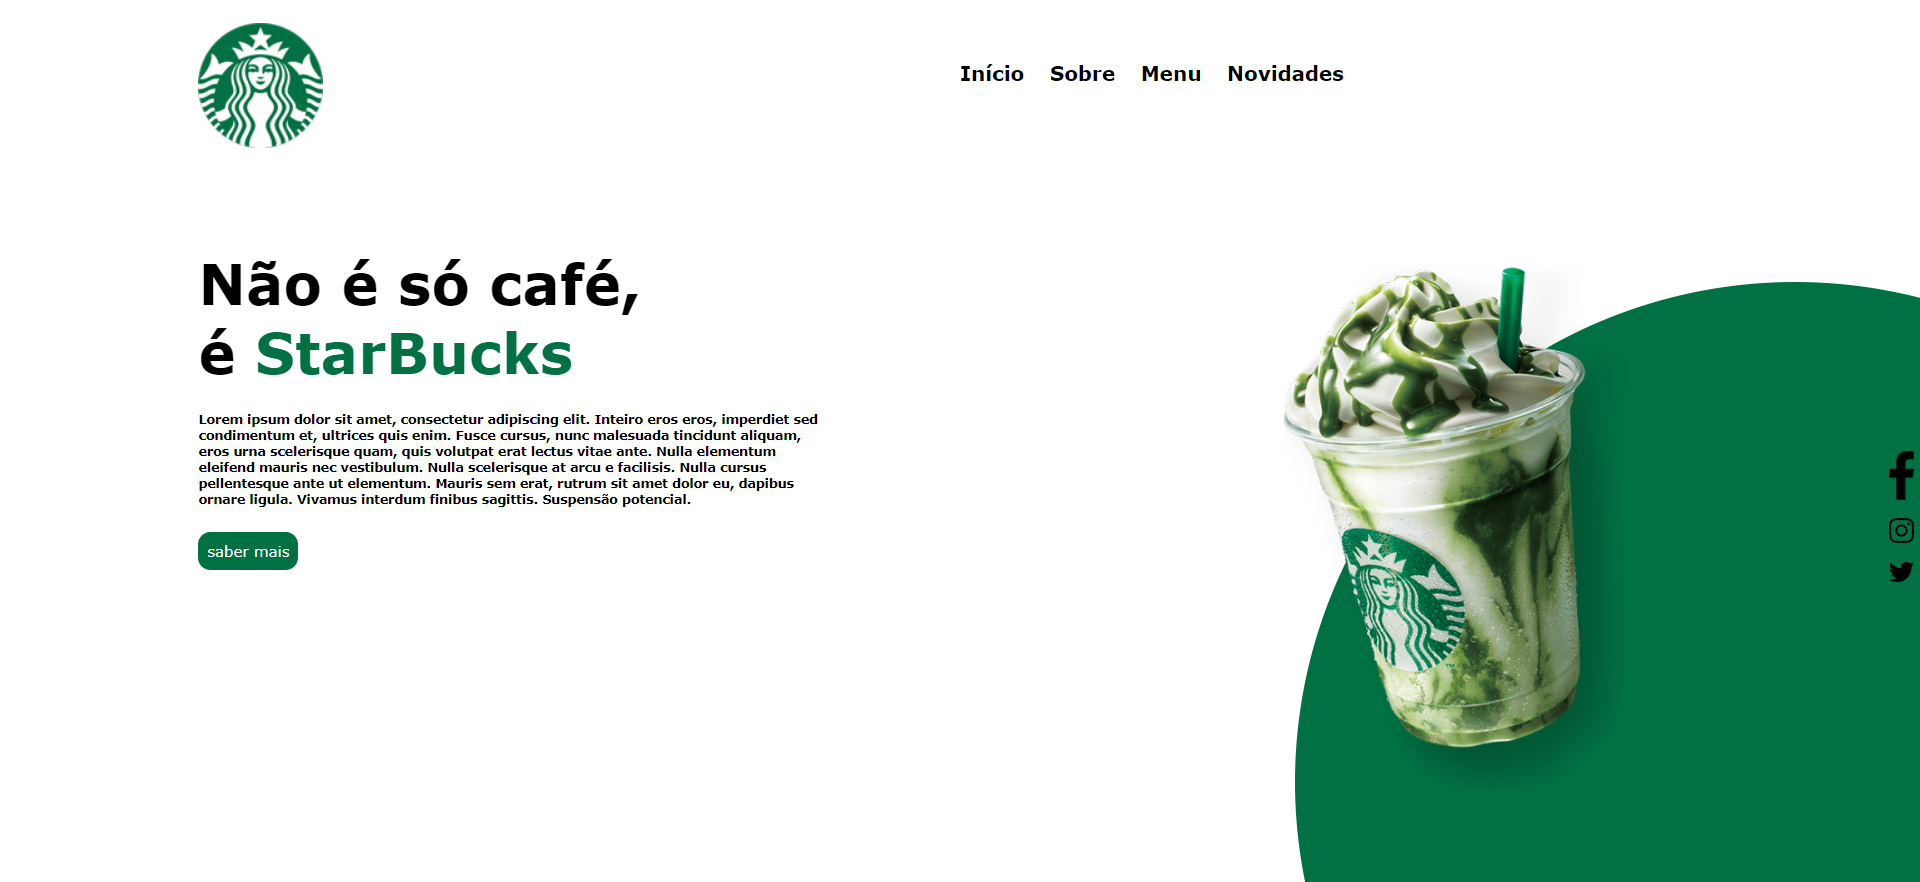 Início Sobre Menu Novidades
Não é só café,
é StarBucks
Lorem ipsum dolor sit amet, consectetur adipiscing elit. Inteiro eros eros, imperdiet sed
condimentum et, ultrices quis enim. Fusce cursus, nunc malesuada tincidunt aliquam,
eros urna scelerisque quam, quis volutpat erat lectus vitae ante. Nulla elementum
eleifend mauris nec vestibulum. Nulla scelerisque at arcu e facilisis. Nulla cursus
pellentesque ante ut elementum. Mauris sem erat, rutrum sit amet dolor eu, dapibus
ornare ligula. Vivamus interdum finibus sagittis. Suspensão potencial.
saber mais
TM